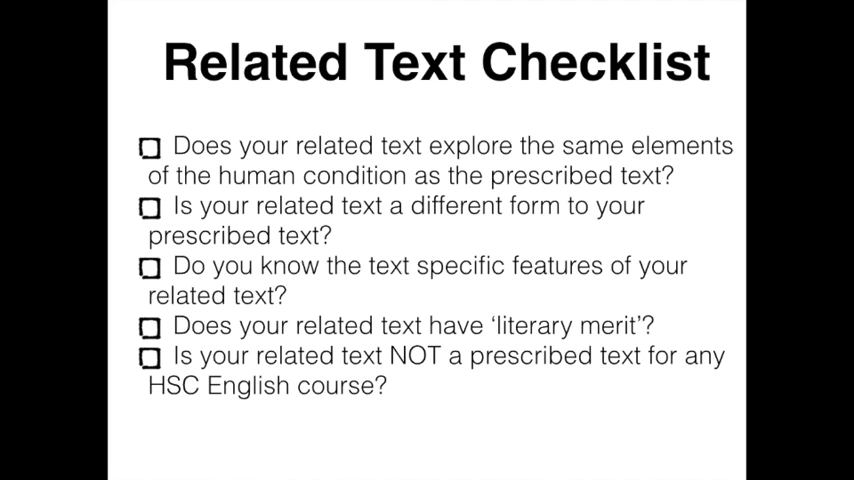 Related Text Checklist
Does your related text explore the same elements
of the human condition as the prescribed text?
Is your related text a different form to your
prescribed text?
Do you know the text specific features of your
related text?
Does your related text have ‘literary merit’?
Is your related text NOT a prescribed text for any
HSC English course?